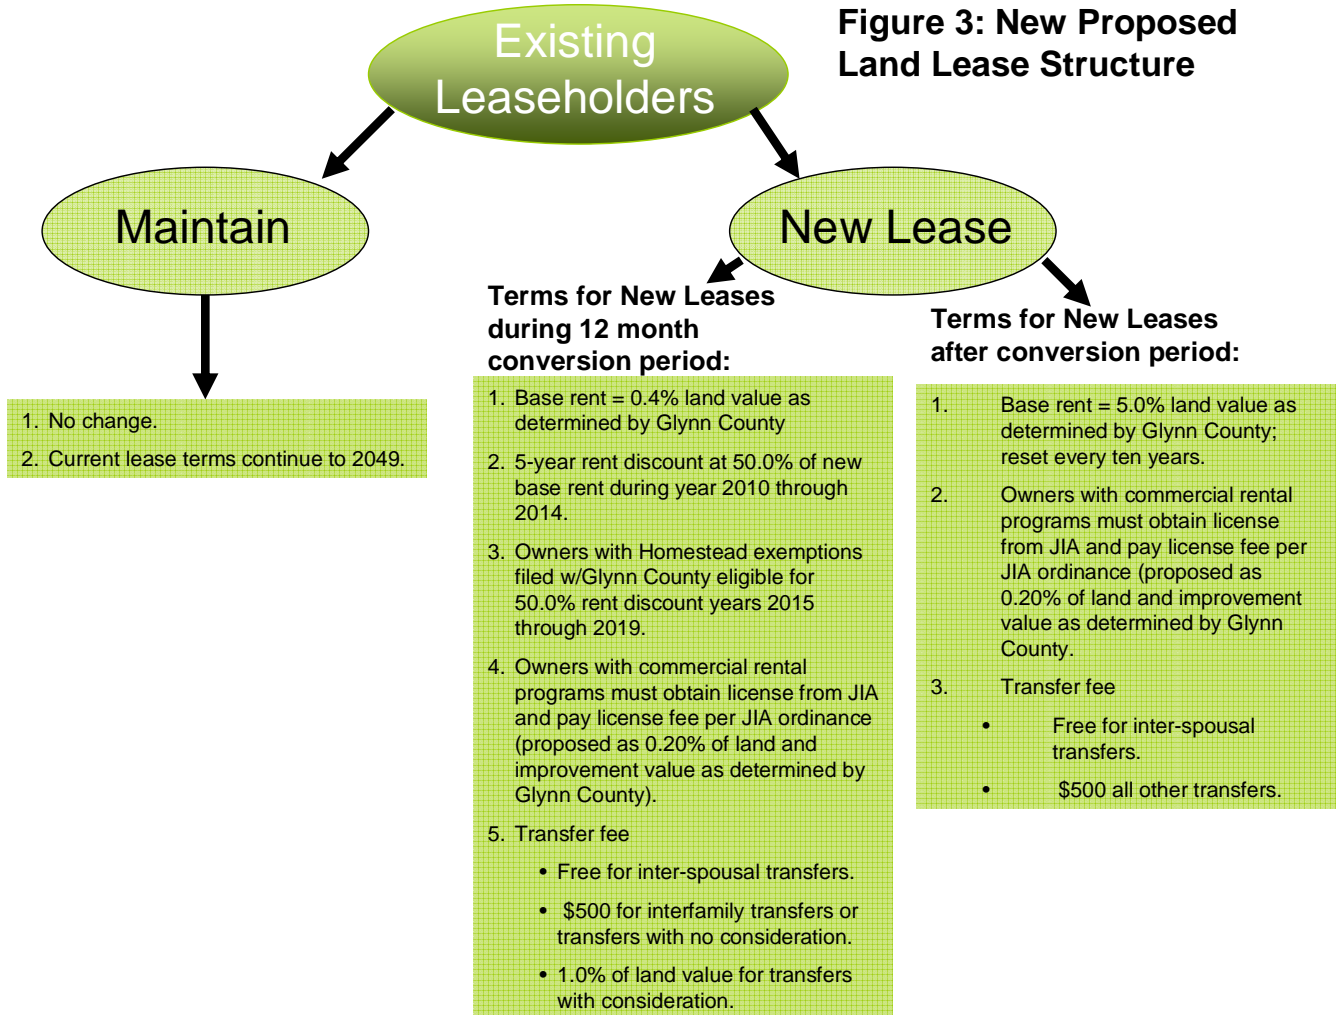 Figure 3: New Proposed
Land Lease Structure
Existing
Leaseholders
Maintain
New Lease
1. No change.
2. Current lease terms continue to 2049.
Terms for New Leases
during 12 month
conversion period:
1. Base rent = 0.4% land value as
determined by Glynn County
2. 5-year rent discount at 50.0% of new
base rent during year 2010 through
2014.
3. Owners with Homestead exemptions
filed w/Glynn County eligible for
50.0% rent discount years 2015
through 2019.
4. Owners with commercial rental
programs must obtain license from JIA
and pay license fee per JIA ordinance
(proposed as 0.20% of land and
improvement value as determined by
Glynn County).
5. Transfer fee
• Free for inter-spousal transfers.
• $500 for interfamily transfers or
transfers with no consideration.
• 1.0% of land value for transfers
with consideration.
Terms for New Leases
after conversion period:
1. Base rent = 5.0% land value as
determined by Glynn County;
reset every ten years.
2. Owners with commercial rental
programs must obtain license
from JIA and pay license fee per
JIA ordinance (proposed as
0.20% of land and improvement
value as determined by Glynn
County.
3. Transfer fee
• Free for inter-spousal
transfers.
• $500 all other transfers.